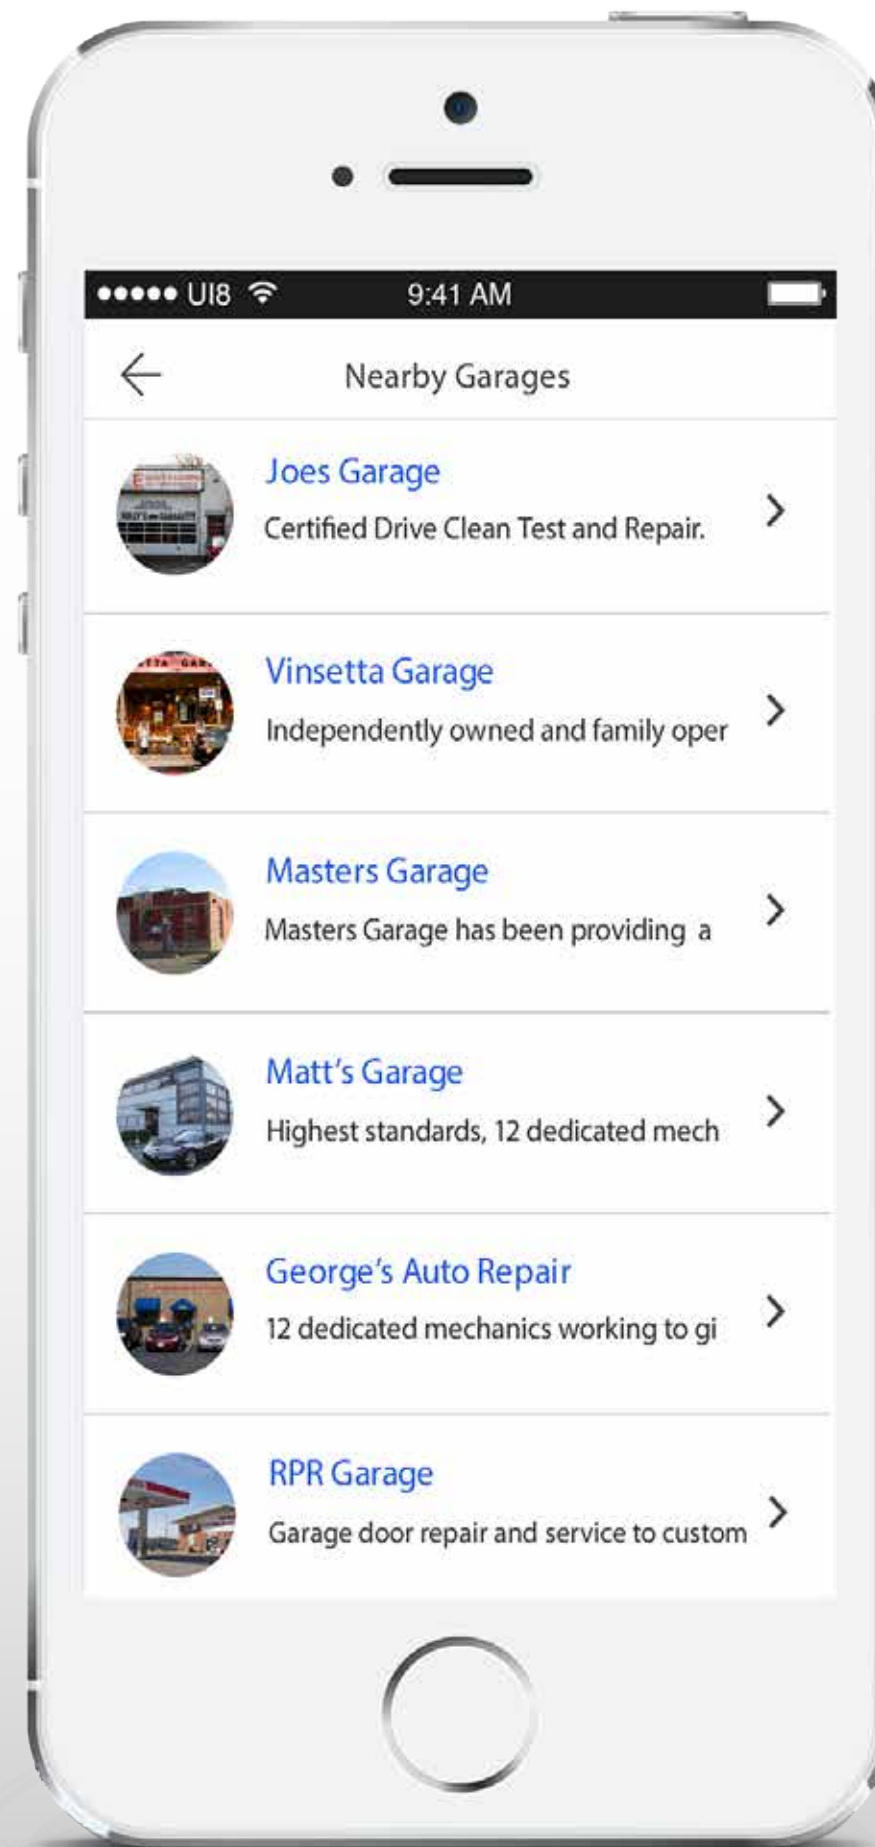 UI8 9:41 AM
Nearby Garages
Joes Garage
Certified Drive Clean Test and Repair.
Vinsetta Garage
Independently owned and family oper
Masters Garage
Masters Garage has been providing  a
Matt’s Garage
Highest standards, 12 dedicated mech
George’s Auto Repair
12 dedicated mechanics working to gi
RPR Garage
Garage door repair and service to custom